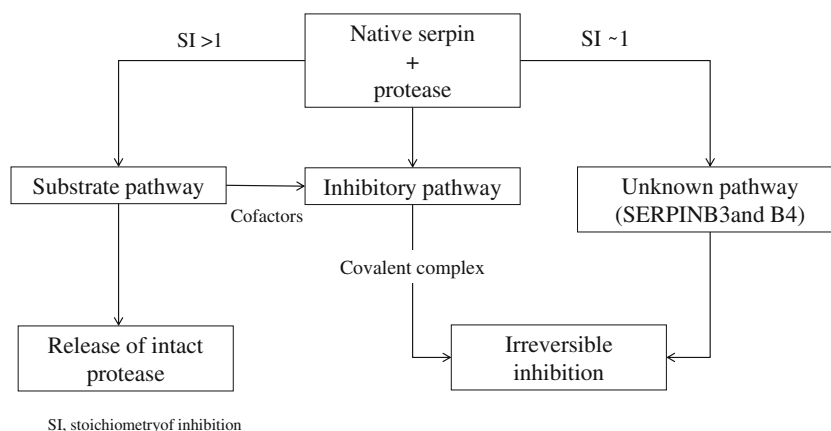 SI >1
Native serpin
+
protease
SI ~1
Substrate pathway
Cofactors
Inhibitory pathway
Unknown pathway
(SERPINB3and B4)
Covalent complex
Release of intact
protease
Irreversible
inhibition
SI, stoichiometryof inhibition